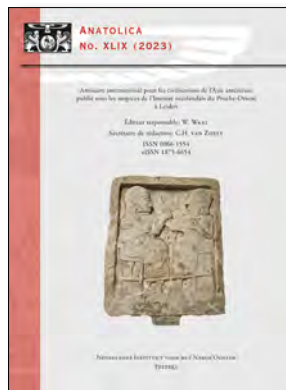 ANATOLICA
NO. XLIX (2023)
Annuaire international pour les civilisations de l'Asie antérieure
publié sous les auspices de l'Institut néerlandais du Proche-Orient
à Leiden
Éditeur responsable: W. WAAL
Secrétaire de rédaction: C.H. VAN ZOEST
ISSN 0066-1554
eISSN 1875-6654
NEDERLANDS INSTITUUT VOOR HET NABIJE OOSTEN
PEETERS